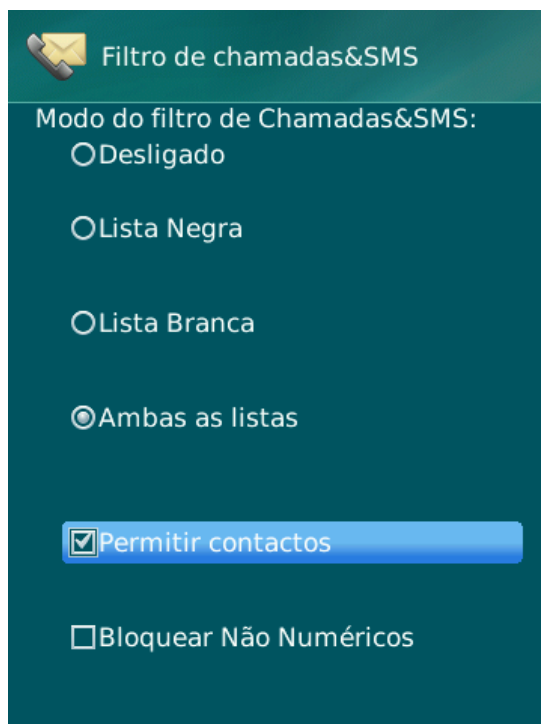 Filtro de chamadas&SMS
Modo do filtro de Chamadas&SMS:
Desligado
Lista Negra
Lista Branca
Ambas as listas
Permitir contactos
Bloquear Não Numéricos